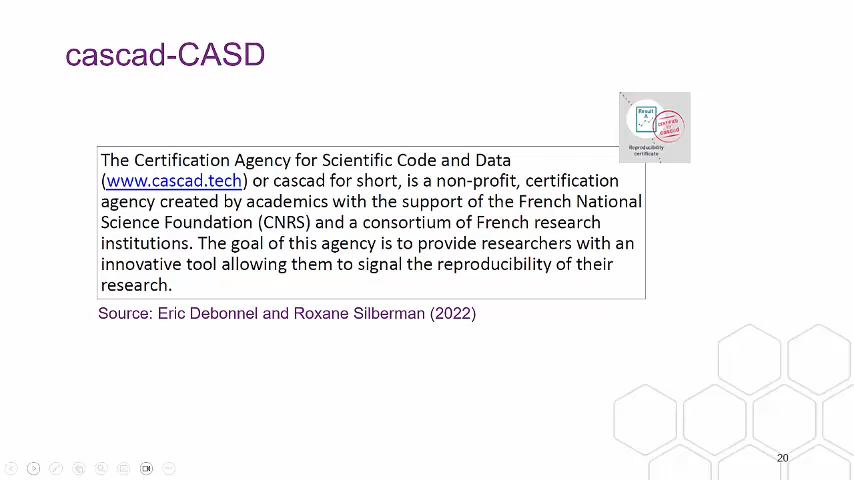 cascad-CASD
Result
A
CERTIFIED
by
cascad
Reproducibility
certificate
The Certification Agency for Scientific Code and Data
(www.cascad.tech) or cascad for short, is a non-profit, certification
agency created by academics with the support of the French National
Science Foundation (CNRS) and a consortium of French research
institutions. The goal of this agency is to provide researchers with an
innovative tool allowing them to signal the reproducibility of their
research.
Source: Eric Debonnel and Roxane Silberman (2022)
20